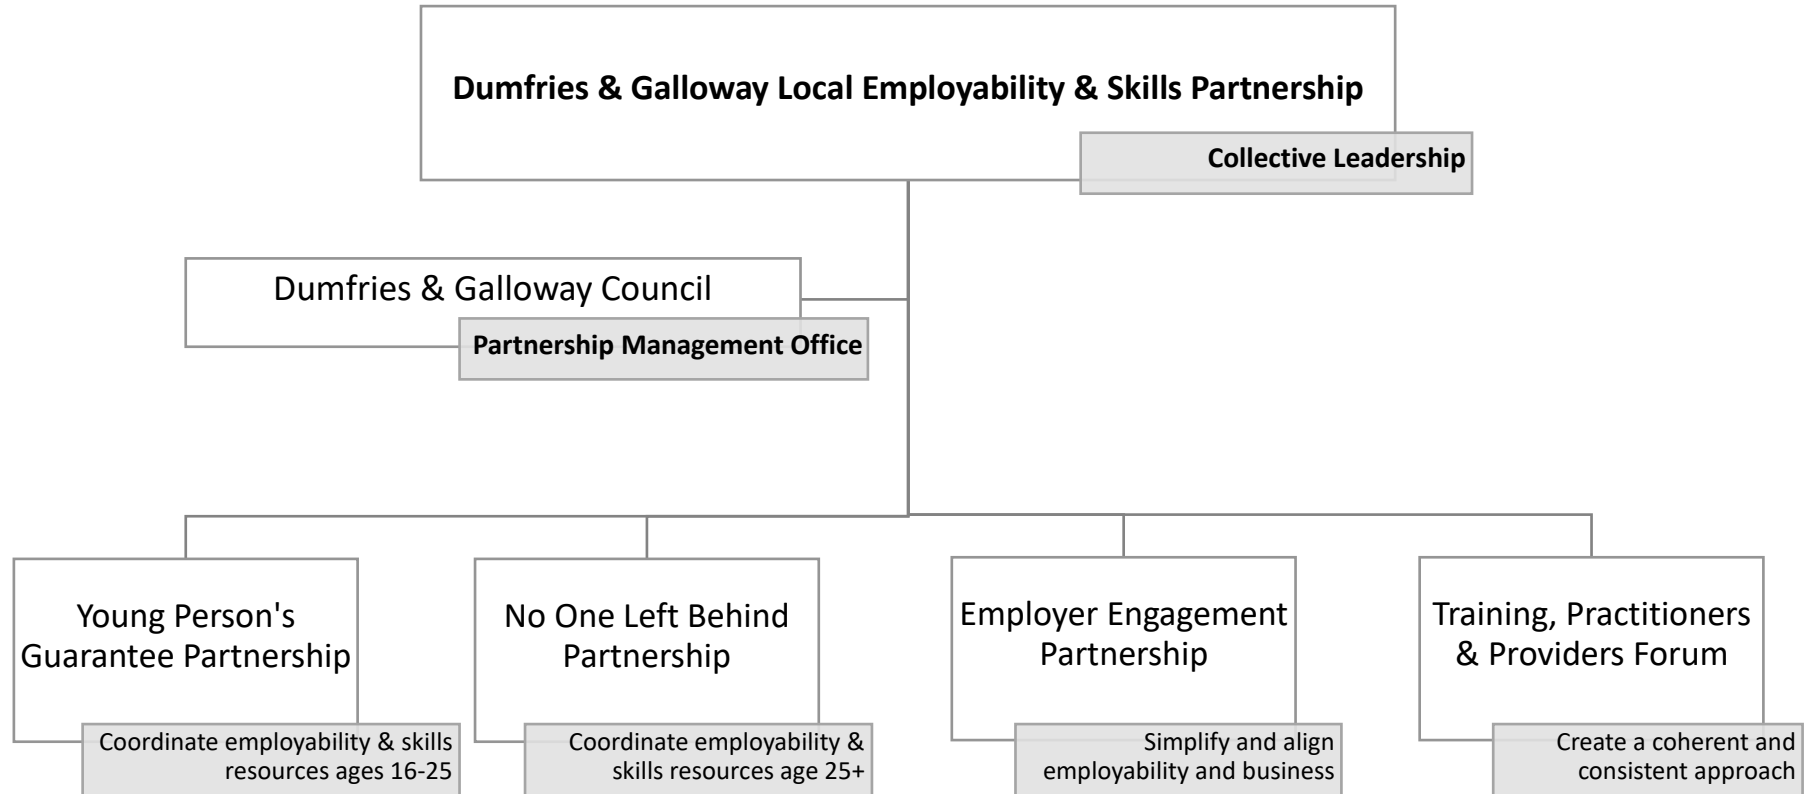 Dumfries & Galloway Local Employability & Skills Partnership
Collective Leadership
Dumfries & Galloway Council
Partnership Management Office
Young Person's
Guarantee Partnership
Coordinate employability & skills
resources ages 16-25
No One Left Behind
Partnership
Coordinate employability &
skills resources age 25+
Employer Engagement
Partnership
Simplify and align
employability and business
Training, Practitioners
& Providers Forum
Create a coherent and
consistent approach